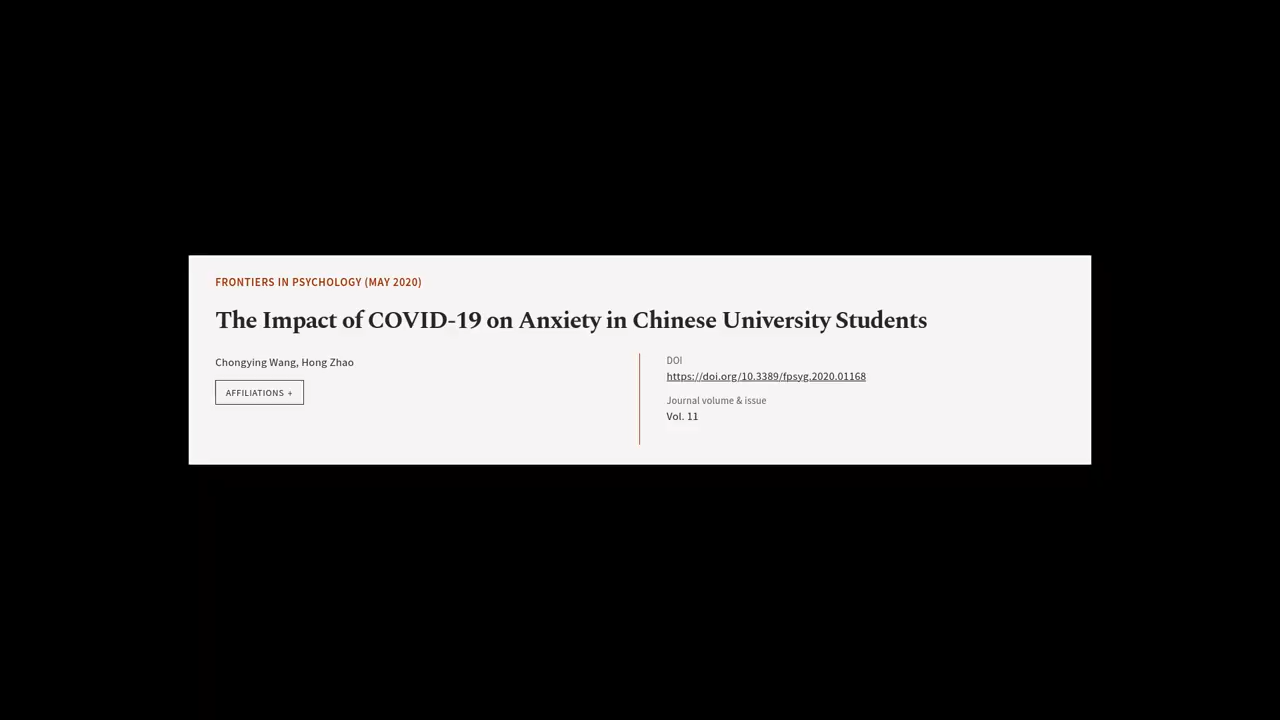 FRONTIERS IN PSYCHOLOGY (MAY 2020)
The Impact of COVID-19 on Anxiety in Chinese University Students
Chongying Wang, Hong Zhao
AFFILIATIONS +
DOI
https://doi.org/10.3389/fpsyg.2020.01168
Journal volume & issue
Vol. 11